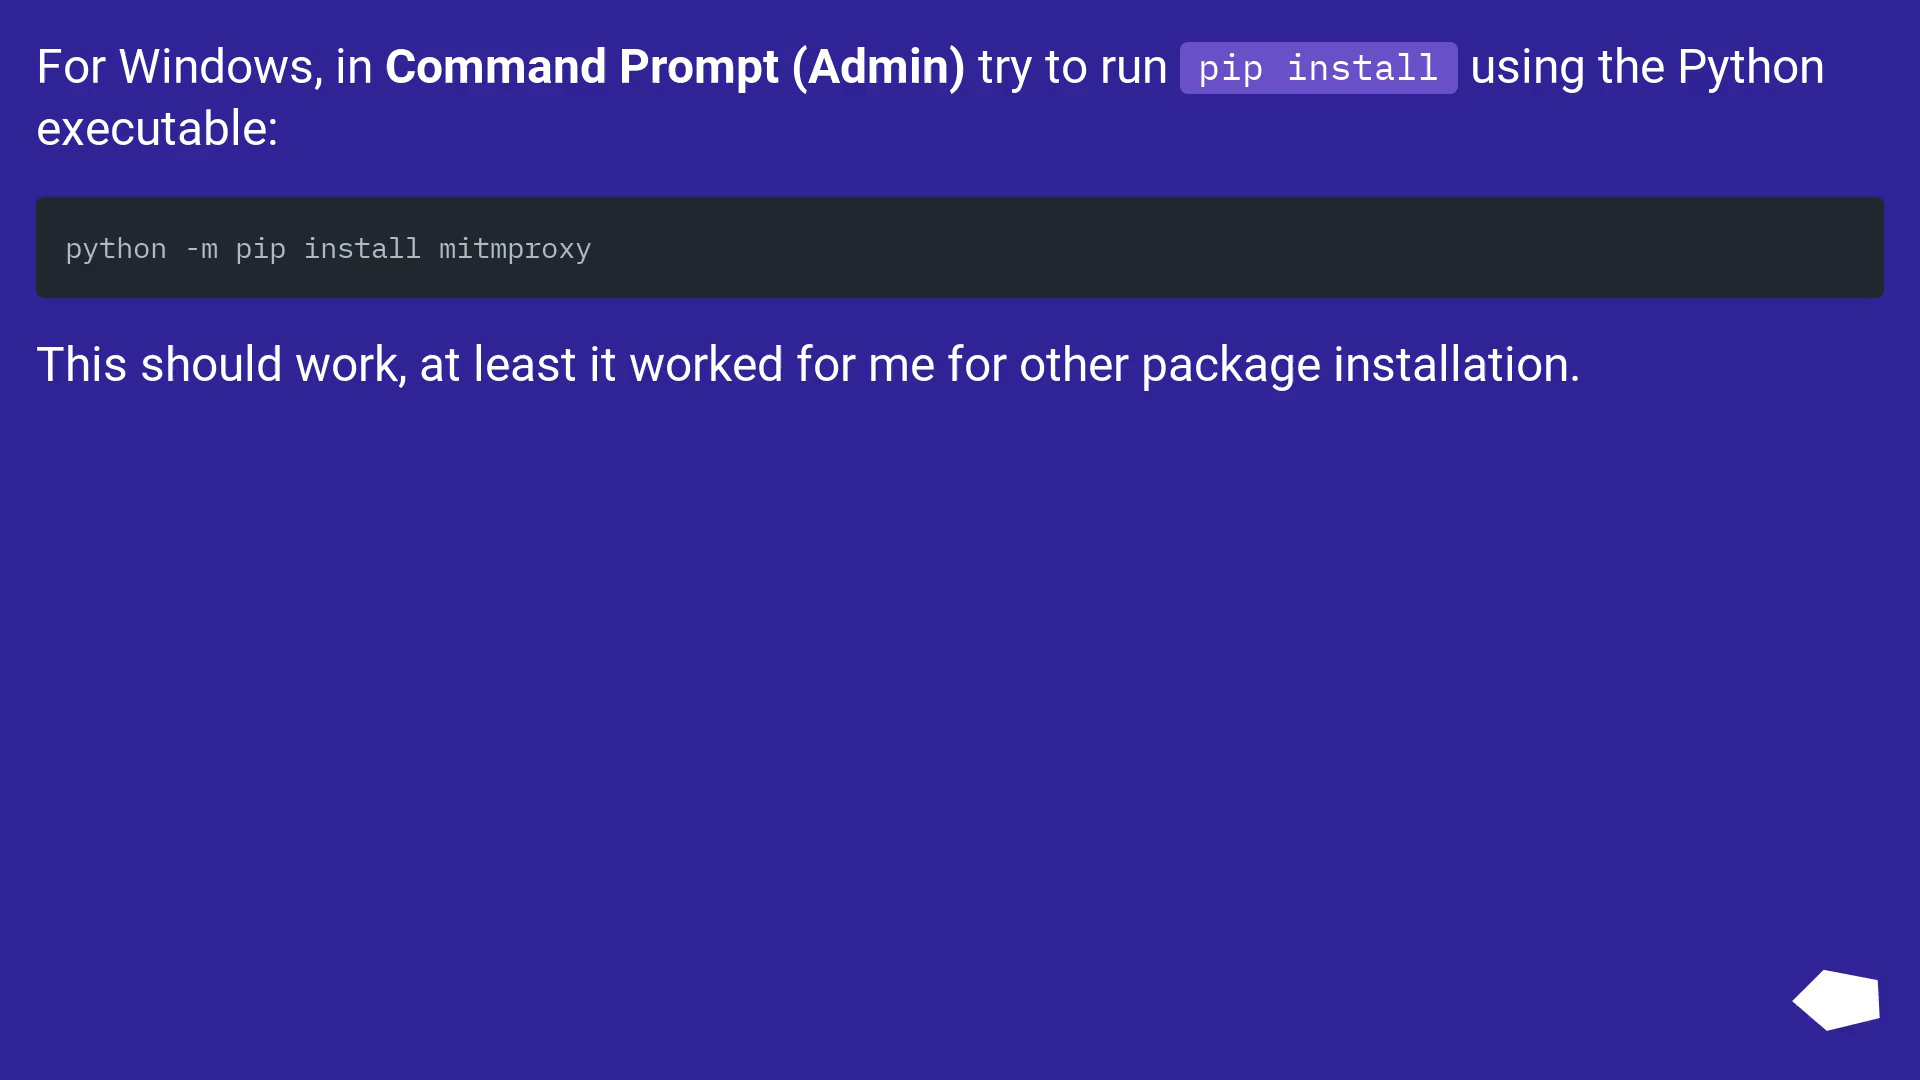 For Windows, in Command Prompt (Admin) try to run pip install using the Python
executable:
python -m pip install mitmproxy
This should work, at least it worked for me for other package installation.